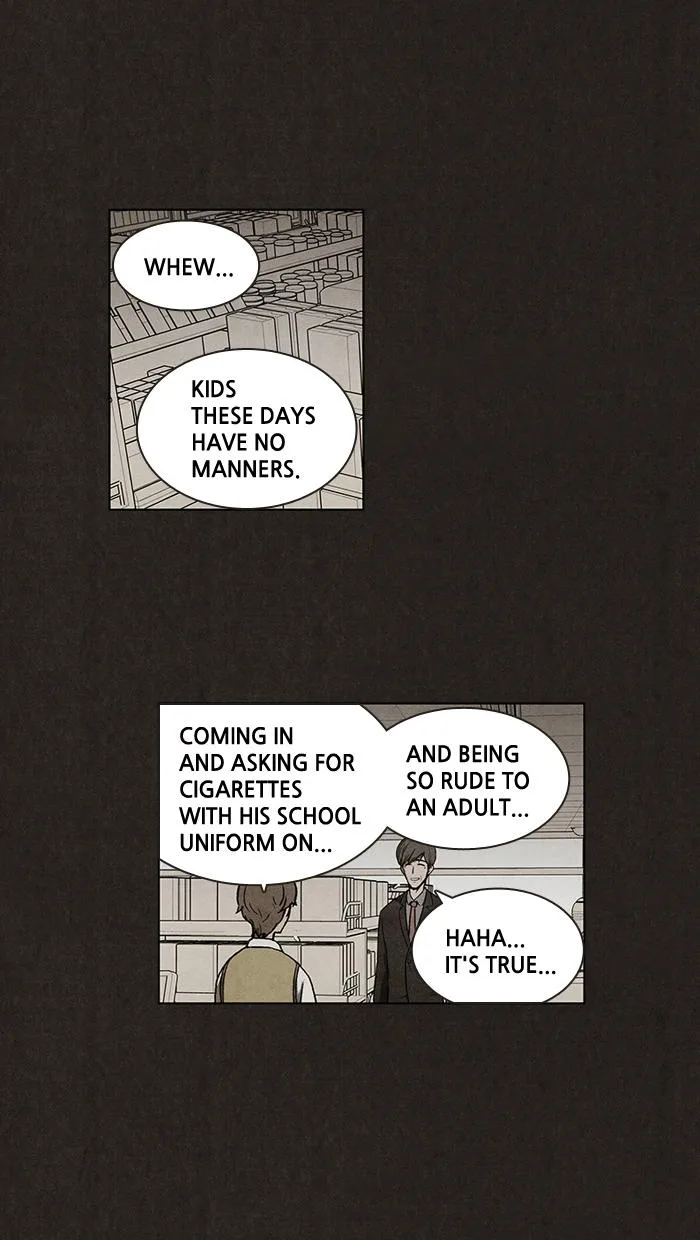 WHEW...
KIDS
THESE DAYS
HAVE NO
MANNERS.
COMING IN
AND ASKING FOR
CIGARETTES
WITH HIS SCHOOL
UNIFORM ON...
AND BEING
SO RUDE TO
AN ADULT...
HAHA...
IT'S TRUE...